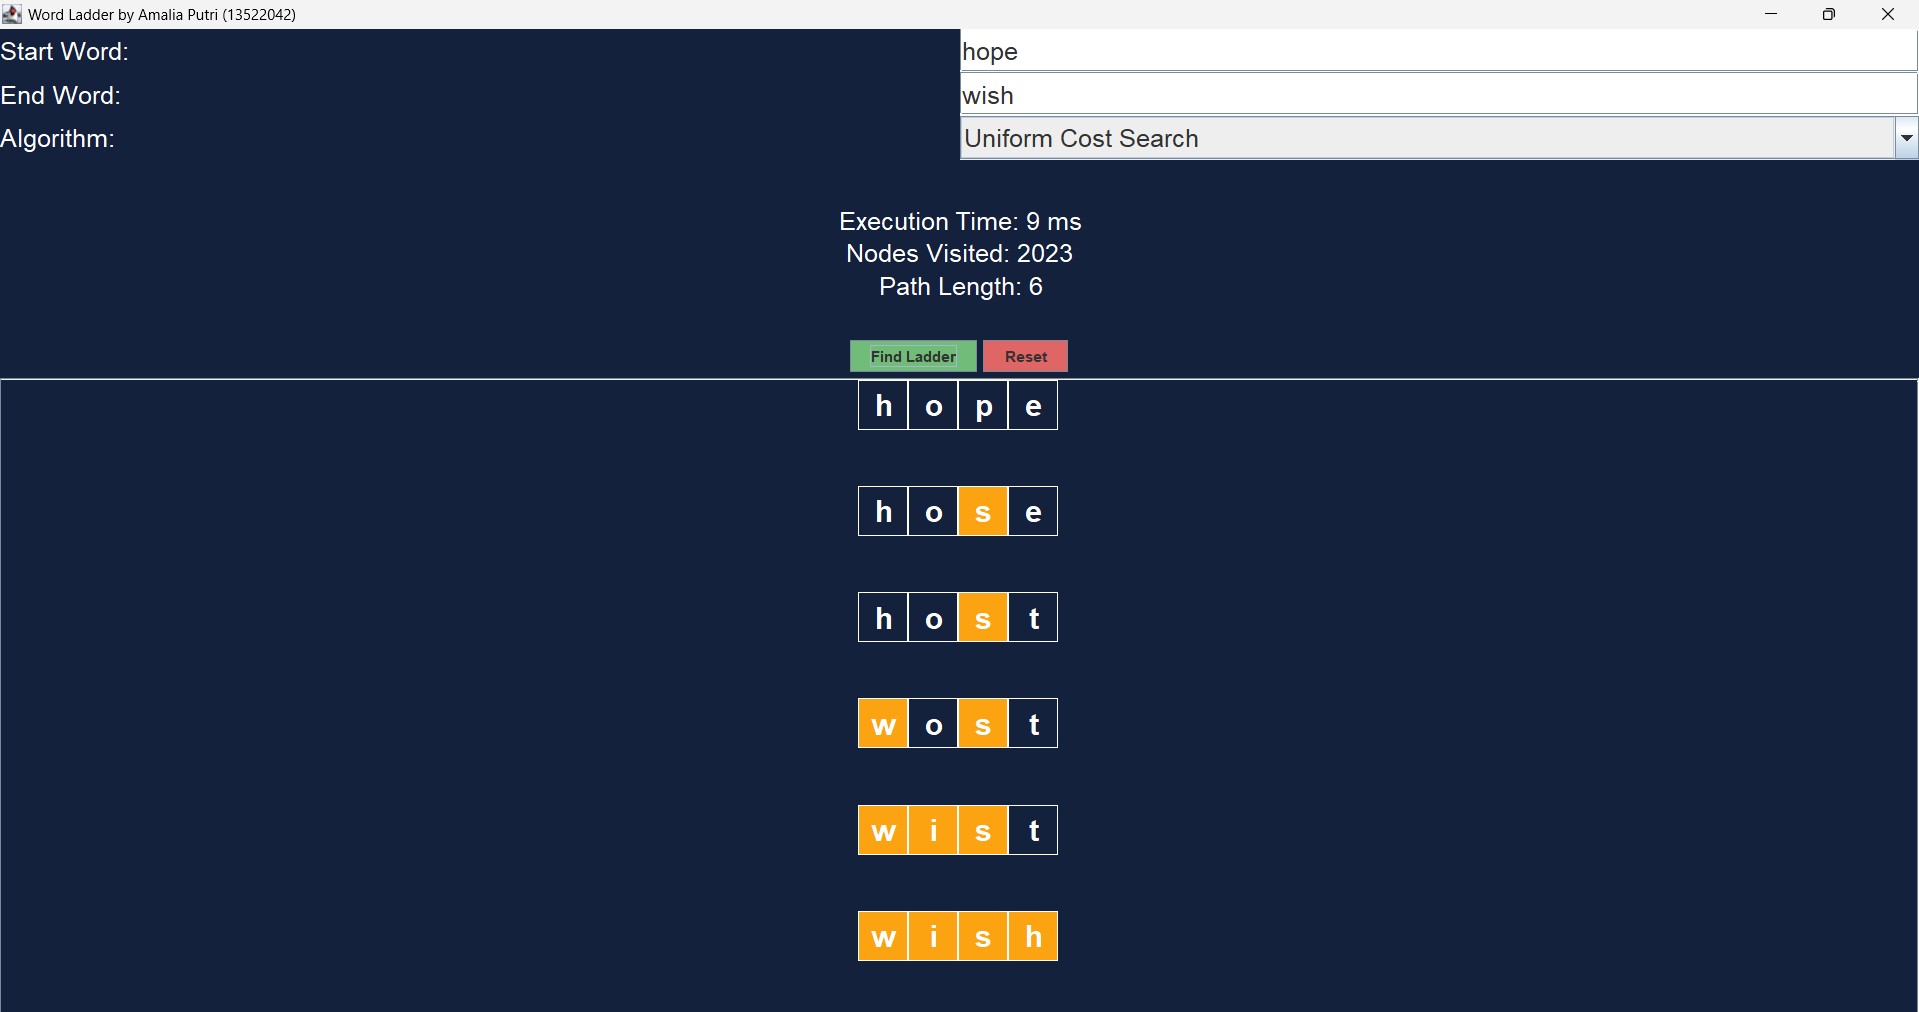 Word Ladder by Amalia Putri (13522042)
Start Word: hope
End Word: wish
Algorithm: Uniform Cost Search
Execution Time: 9 ms
Nodes Visited: 2023
Path Length: 6
Find Ladder Reset
h o p e
h o s e
h o s t
w o s t
w i s t
w i s h